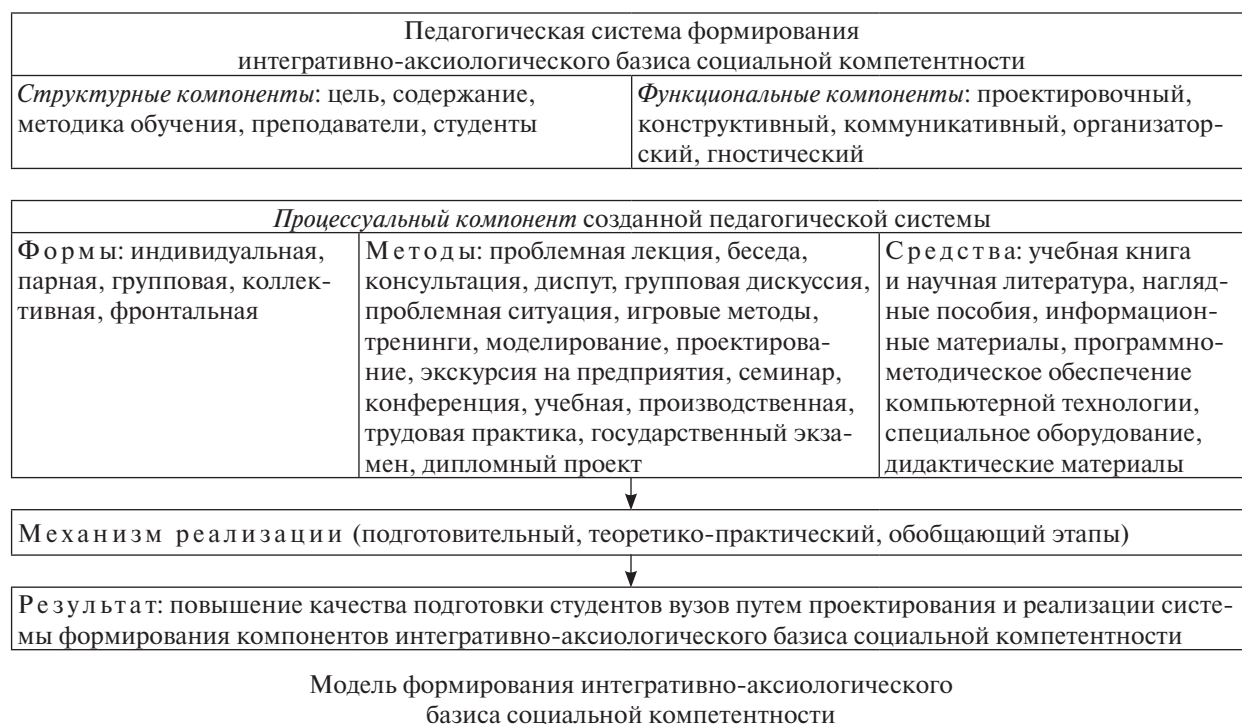 Педагогическая система формирования
интегративно-аксиологического базиса социальной компетентности
Структурные компоненты: цель, содержание,
методика обучения, преподаватели, студенты
Функциональные компоненты: проектировочный,
конструктивный, коммуникативный, организатор-
ский, гностический
Процессуальный компонент созданной педагогической системы
Формы: индивидуальная,
парная, групповая, коллек-
тивная, фронтальная
Методы: проблемная лекция, беседа,
консультация, диспут, групповая дискуссия,
проблемная ситуация, игровые методы,
тренинги, моделирование, проектирова-
ние, экскурсия на предприятия, семинар,
конференция, учебная, производственная,
трудовая практика, государственный экза-
мен, дипломный проект
Средства: учебная книга
и научная литература, нагляд-
ные пособия, информацион-
ные материалы, программно-
методическое обеспечение
компьютерной технологии,
специальное оборудование,
дидактические материалы
Механизм реализации (подготовительный, теоретико-практический, обобщающий этапы)
Результат: повышение качества подготовки студентов вузов путем проектирования и реализации систе-
мы формирования компонентов интегративно-аксиологического базиса социальной компетентности
Модель формирования интегративно-аксиологического
базиса социальной компетентности